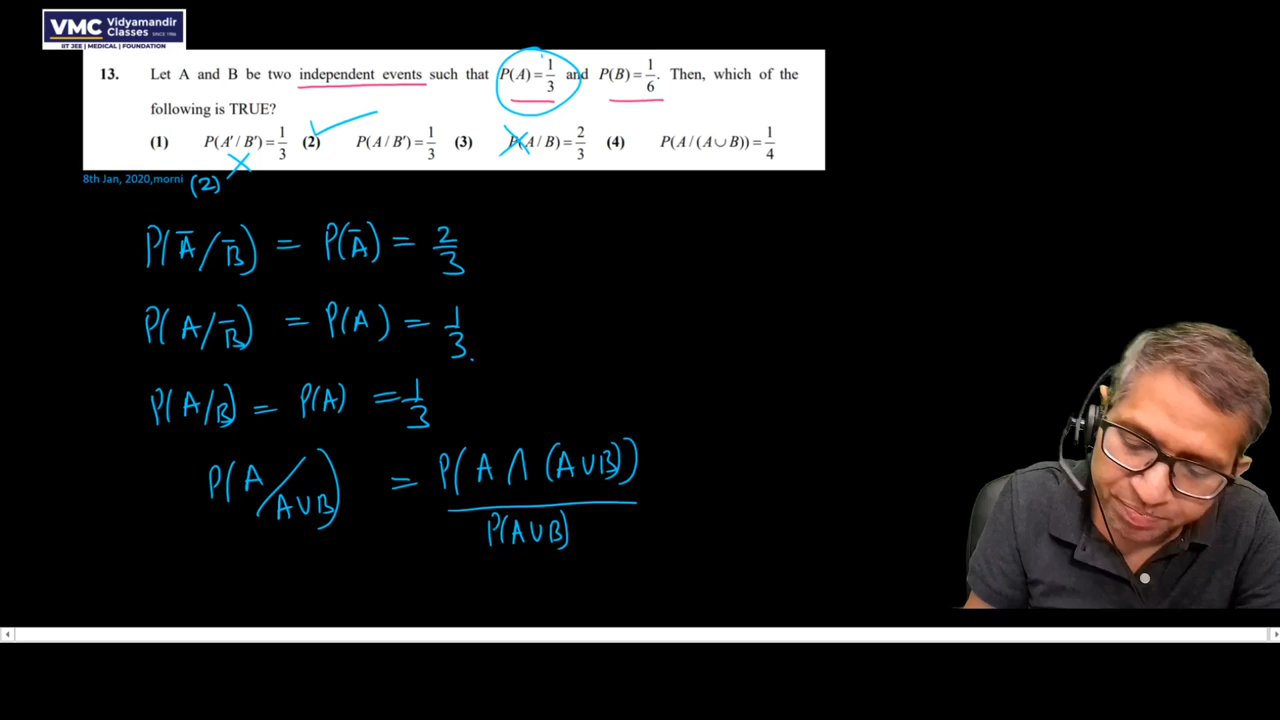 VMC Vidyamandir Classes SINCE 1986
IIT JEE | MEDICAL | FOUNDATION
13. Let A and B be two independent events such that P(A) = 1/3 and P(B) = 1/6. Then, which of the
following is TRUE?
(1) P(A′ / B′) = 1/3 (2) P(A / B′) = 1/3 (3) P(A / B) = 2/3 (4) P(A / (A ∪ B)) = 1/4
8th Jan, 2020,morni (2)
P(A̅/B̅) = P(A̅) = 2/3
P(A/B̅) = P(A) = 1/3.
P(A/B) = P(A) = 1/3
P(A/A∪B) = P(A ∩ (A∪B)) / P(A∪B)